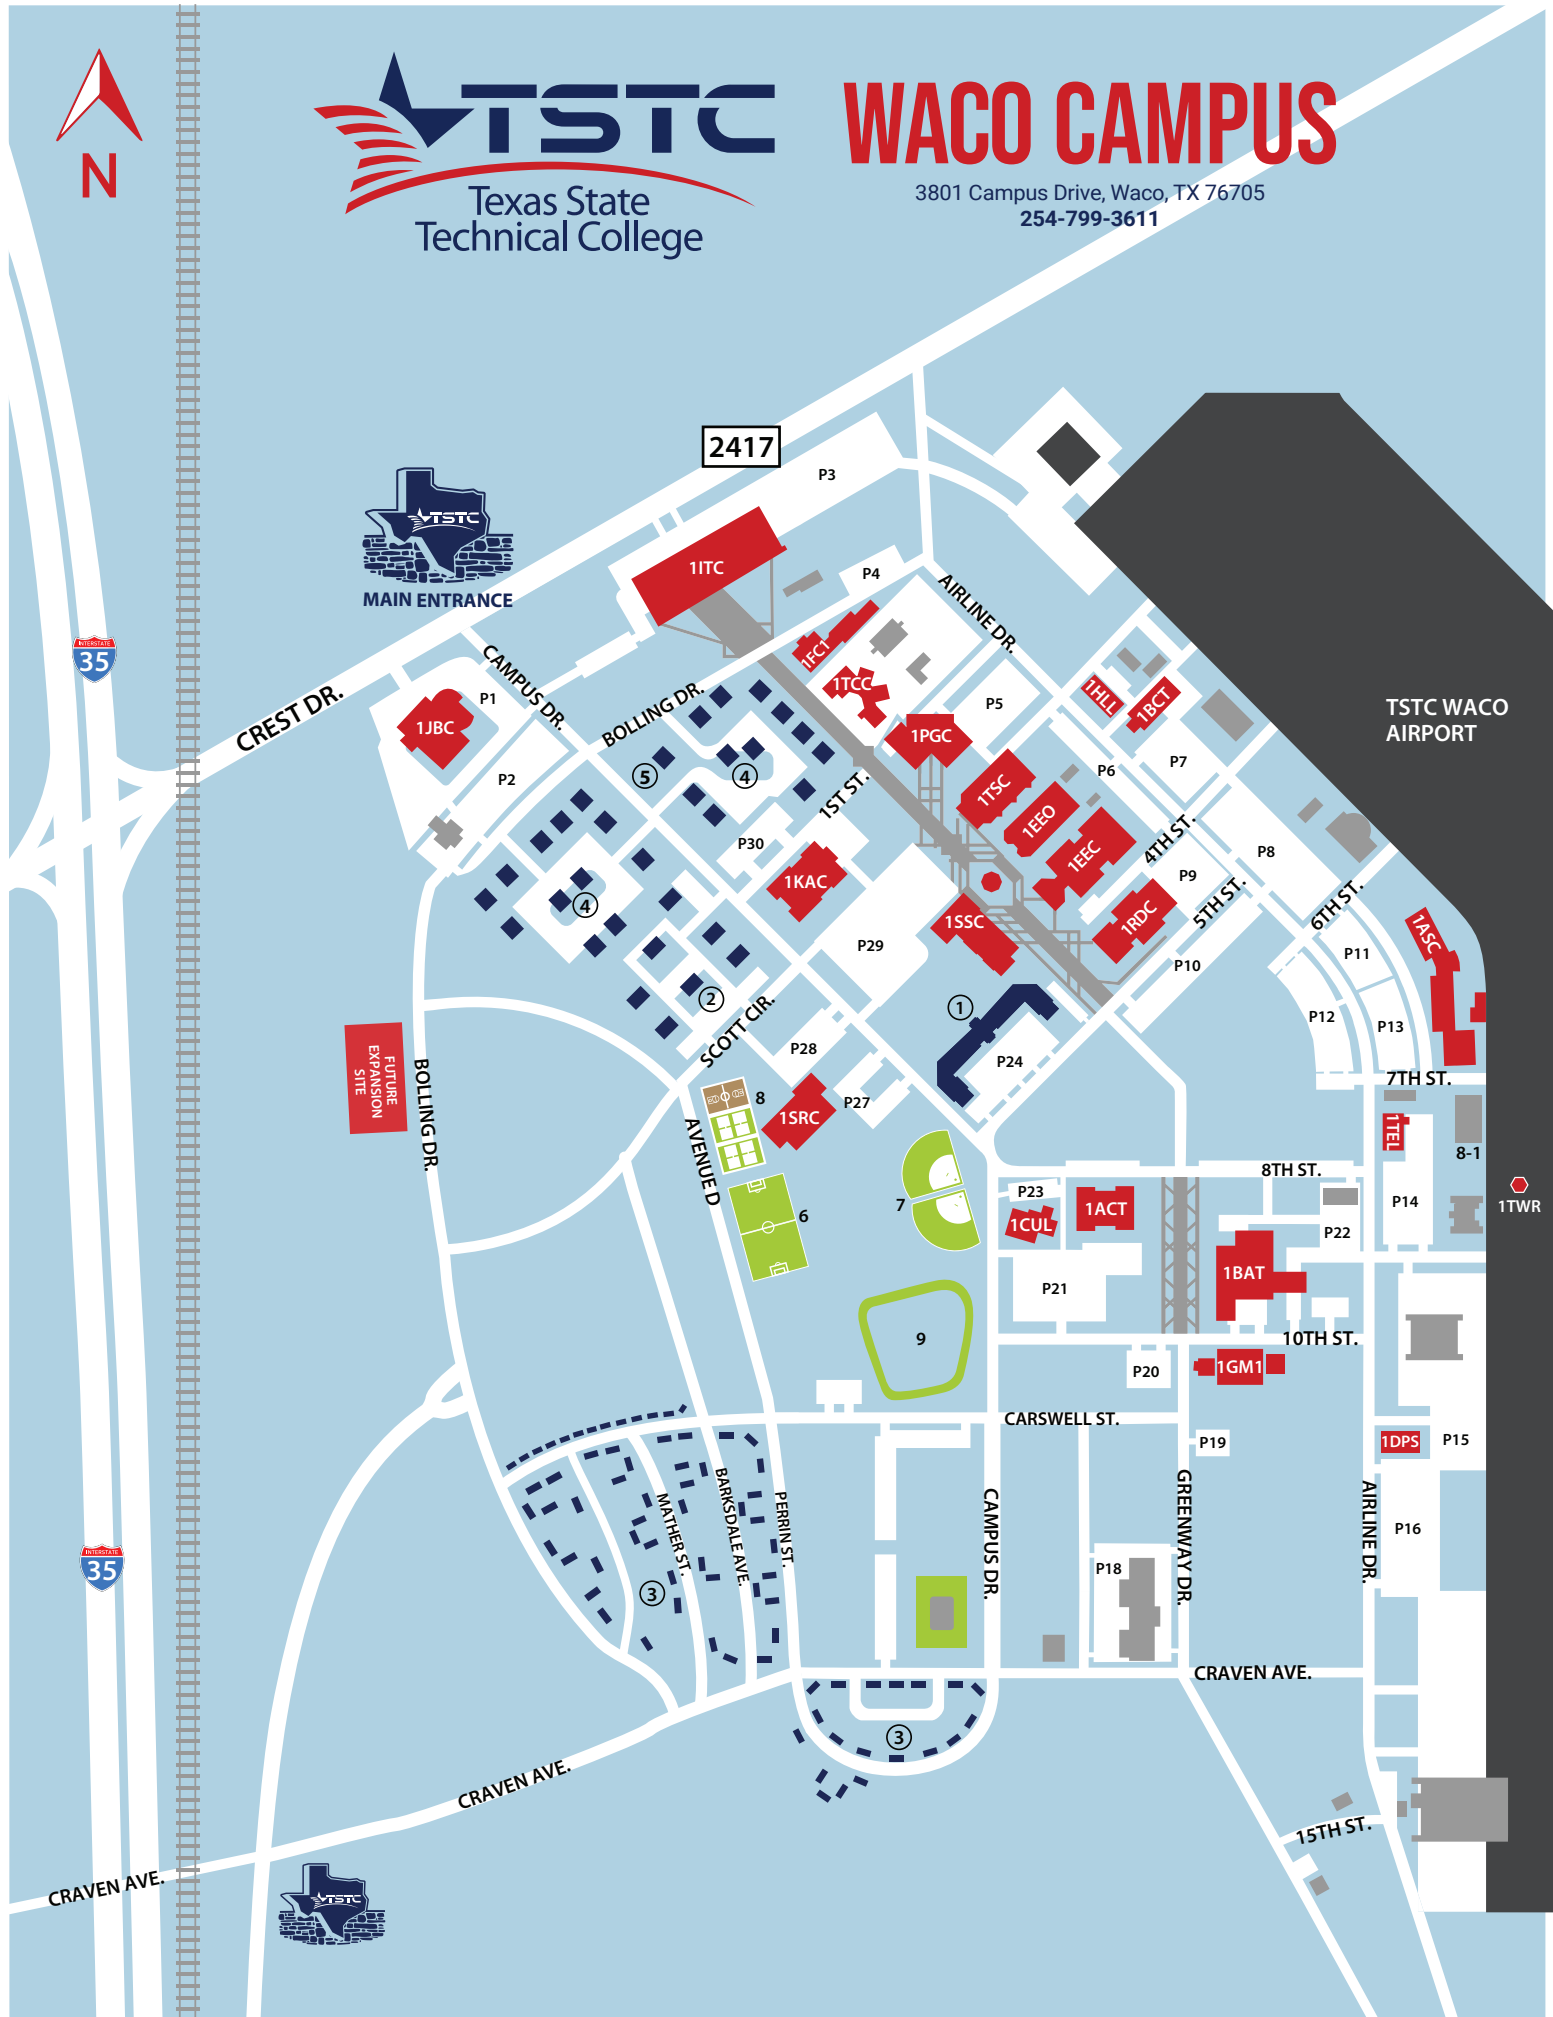 N
TSTC
Texas State
Technical College
WACO CAMPUS
3801 Campus Drive, Waco, TX 76705
254-799-3611
2417
P3
TSTC
MAIN ENTRANCE
1ITC
P4
AIRLINE DR.
INTERSTATE
35
CREST DR.
CAMPUS DR.
P1
1JBC
P2
BOLLING DR.
1FC1
1TCC
P5
1HLL
1BCT
TSTC WACO
AIRPORT
1PGC
P6
P7
5
4
1ST ST.
1TSC
1EEO
1EEC
4TH ST.
P8
P30
1KAC
P9
5TH ST.
6TH ST.
4
1SSC
1RDC
1ASC
P29
P11
P10
2
SCOTT CIR.
1
P12
P13
P28
P24
7TH ST.
FUTURE
EXPANSION
SITE
BOLLING DR.
8
P27
1SRC
1TEL
8-1
AVENUE D
8TH ST.
P23
1TWR
7
1CUL
1ACT
P14
6
P22
1BAT
P21
9
10TH ST.
P20
1GM1
CARSWELL ST.
P19
1DPS
P15
MATHER ST.
BARKSDALE AVE.
PERRIN ST.
CAMPUS DR.
GREENWAY DR.
AIRLINE DR.
P16
INTERSTATE
35
P18
3
CRAVEN AVE.
3
CRAVEN AVE.
15TH ST.
CRAVEN AVE.
TSTC